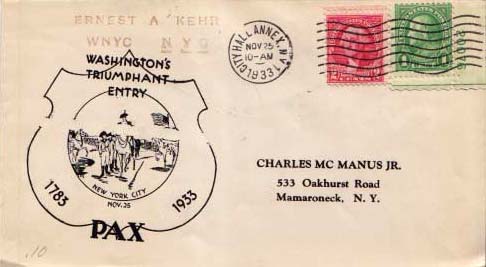 ERNEST A KEHR
WNYC N Y C
WASHINGTON'S
TRIUMPHANT
ENTRY
CITY HALL ANNEX, N.Y.
NOV 25
10-AM
1933
1783
1933
NEW YORK CITY
NOV. 25
PAX
CHARLES MC MANUS JR.
533 Oakhurst Road
Mamaroneck, N. Y.
.10